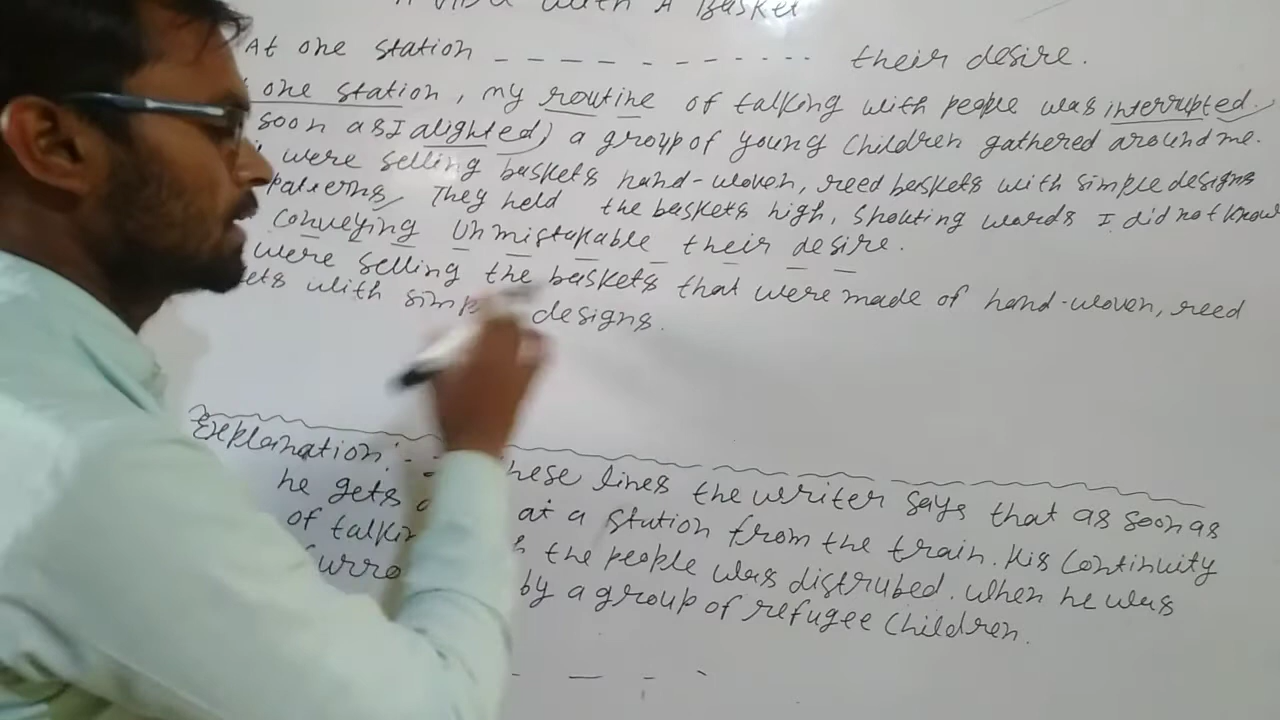 with A Basket
At one station - - - - - - - - - - - - their desire.
one station, my routine of talking with people was interrupted.
soon as I alighted, a group of young children gathered around me.
were selling baskets hand-woven, reed baskets with simple designs
They held the baskets high, shouting words I did not know
conveying unmistakable their desire.
were selling the baskets that were made of hand-woven, reed
with designs.
Explanation:- these lines the writer says that as soon as
he gets at a station from the train. His continuity
of the people was distrubed. when he was
by a group of refugee children.